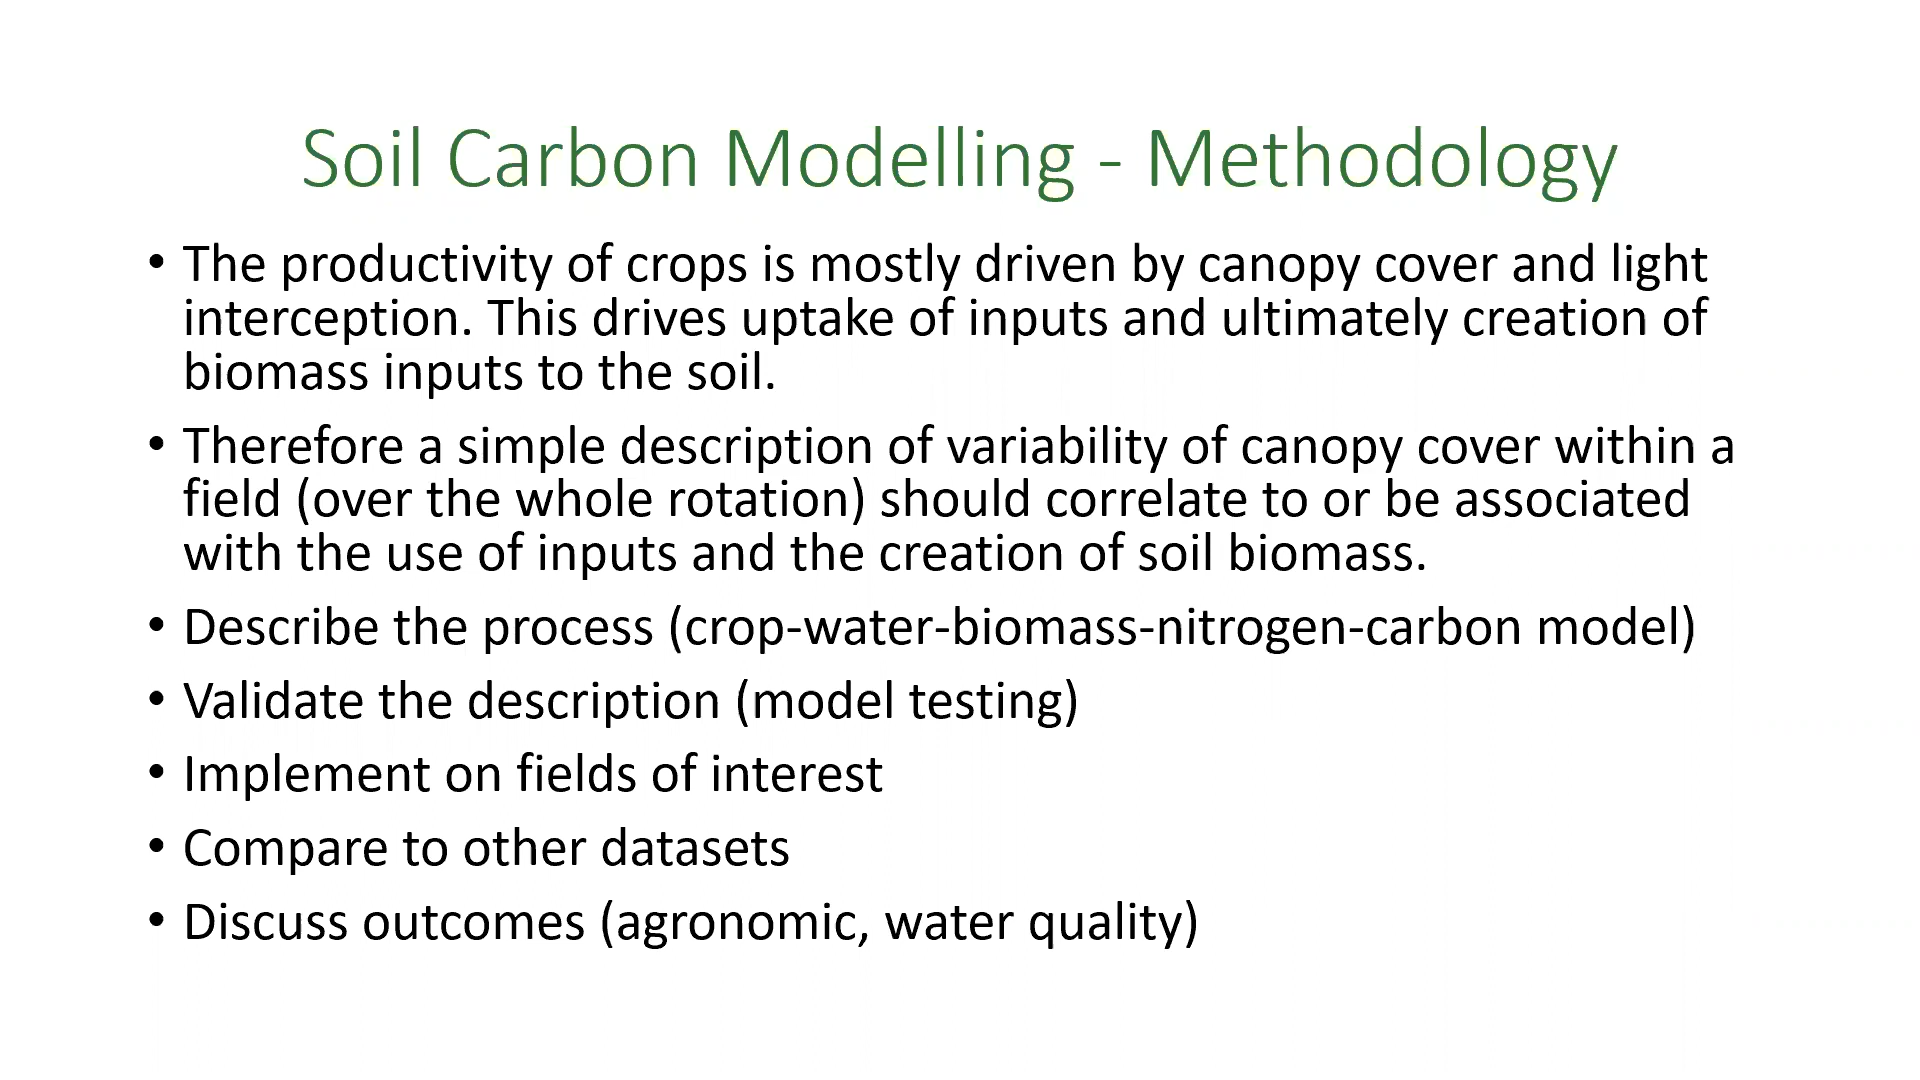 Soil Carbon Modelling - Methodology
• The productivity of crops is mostly driven by canopy cover and light
interception. This drives uptake of inputs and ultimately creation of
biomass inputs to the soil.
• Therefore a simple description of variability of canopy cover within a
field (over the whole rotation) should correlate to or be associated
with the use of inputs and the creation of soil biomass.
• Describe the process (crop-water-biomass-nitrogen-carbon model)
• Validate the description (model testing)
• Implement on fields of interest
• Compare to other datasets
• Discuss outcomes (agronomic, water quality)